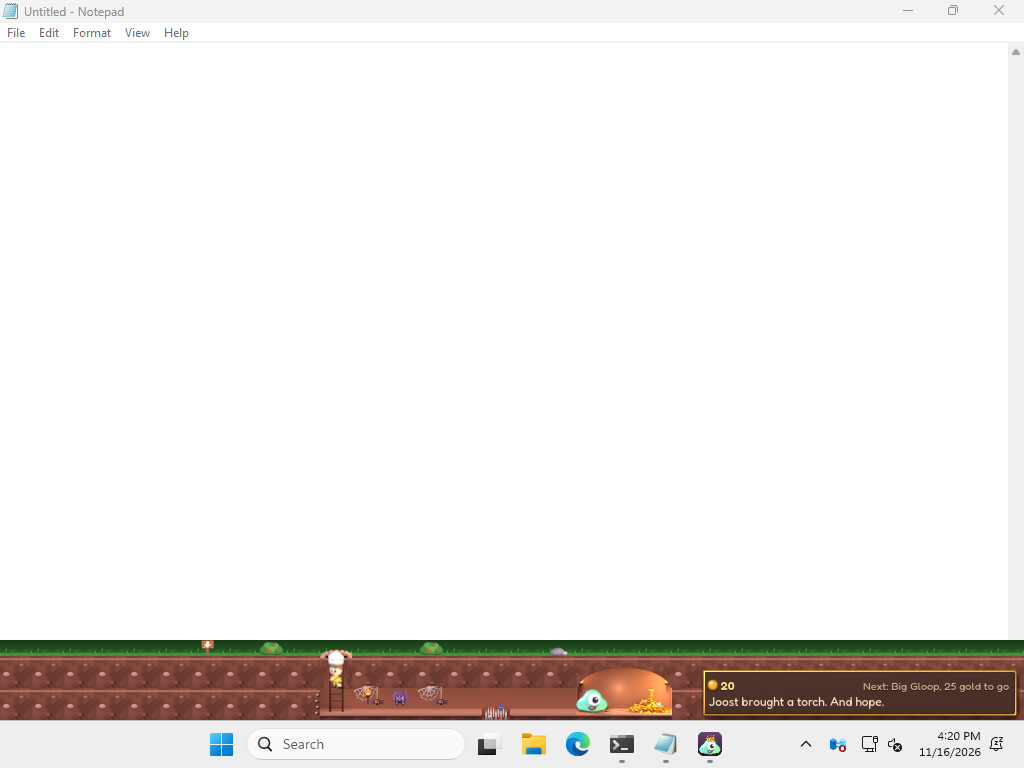 Untitled - Notepad
File Edit Format View Help
20 Next: Big Gloop, 25 gold to go
Joost brought a torch. And hope.
Search
4:20 PM
11/16/2026